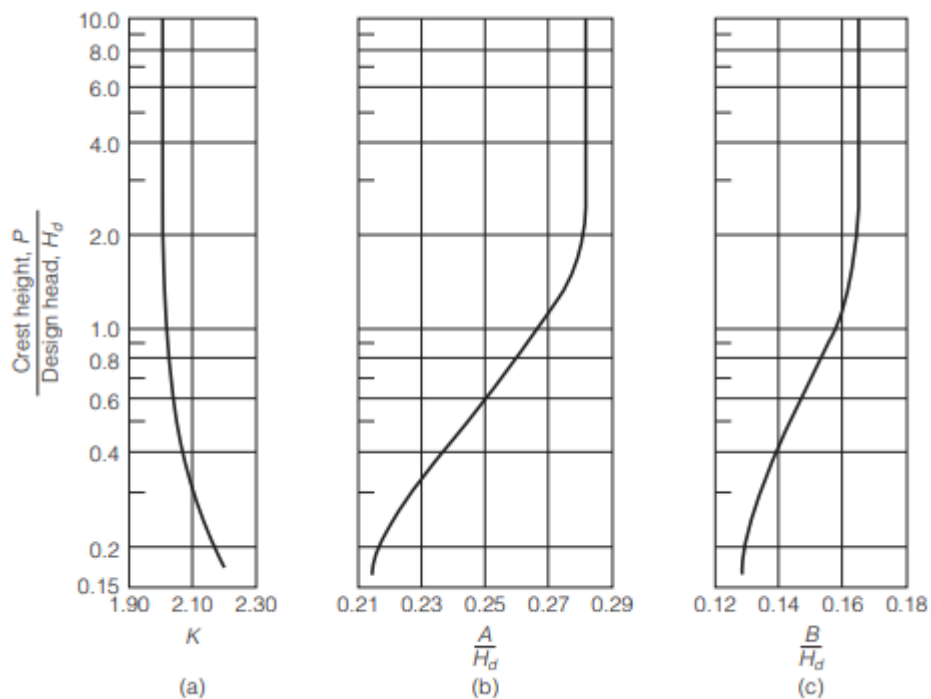 10.0
8.0
6.0
4.0
2.0
1.0
0.8
0.6
0.4
0.2
0.15
Crest height, P
Design head, H_d
1.90 2.10 2.30
K
(a)
0.21 0.23 0.25 0.27 0.29
A
H_d
(b)
0.12 0.14 0.16 0.18
B
H_d
(c)